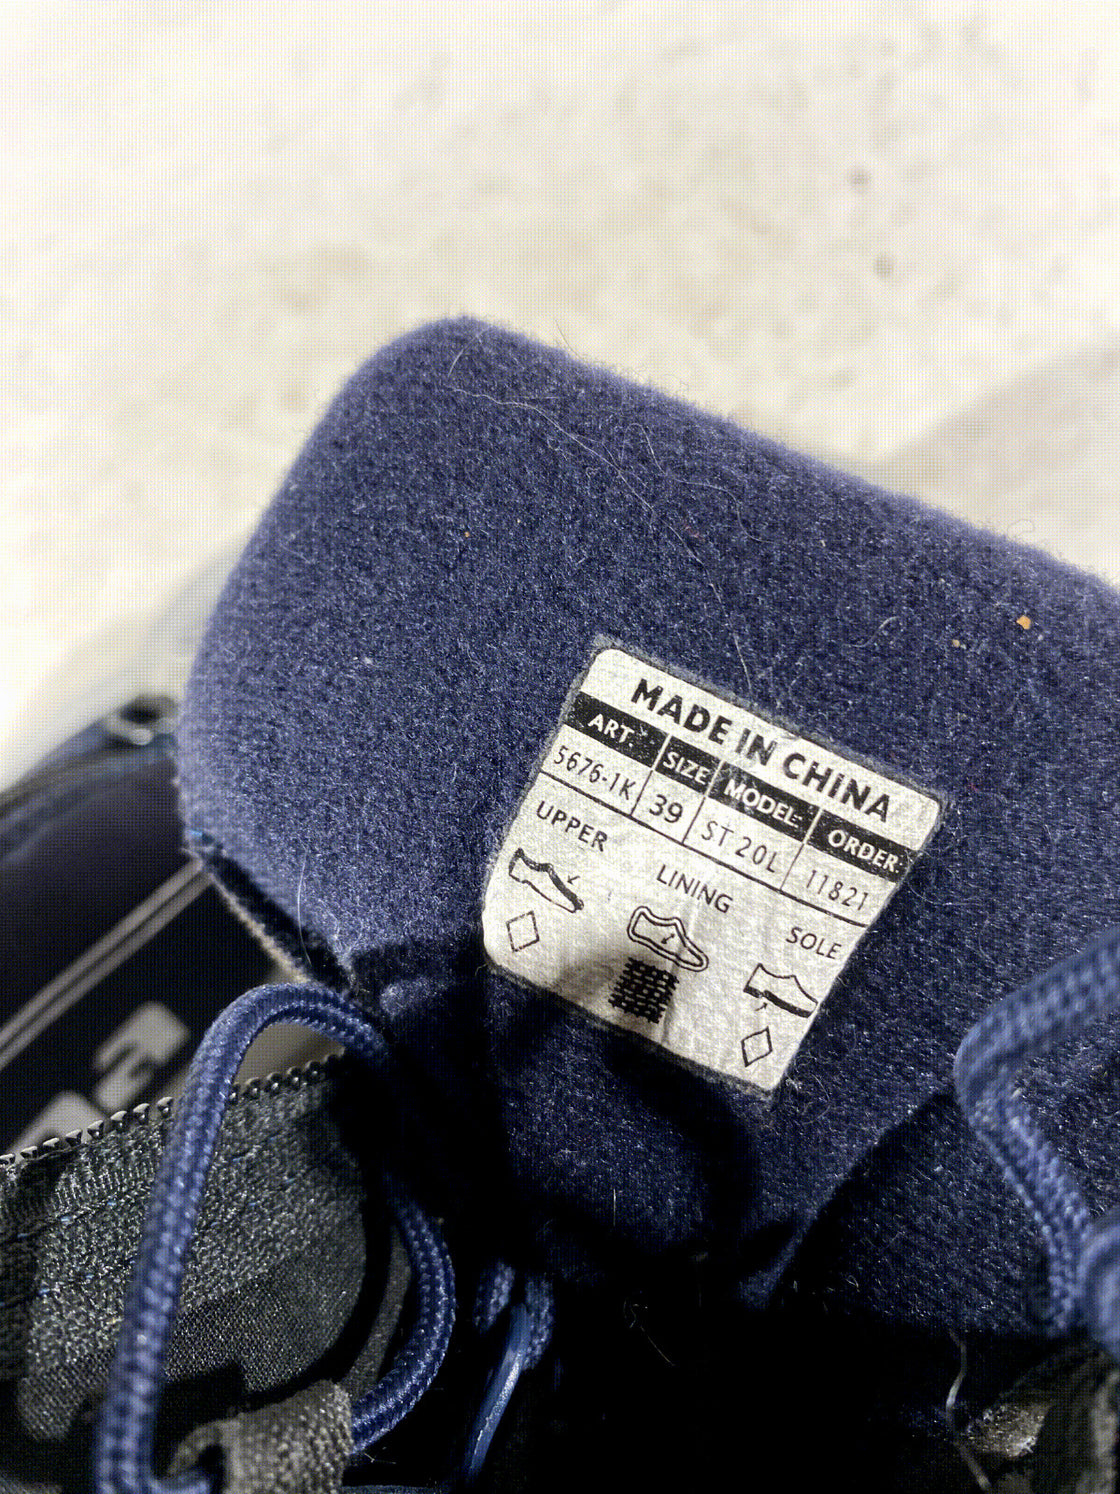 MADE IN CHINA
ART. SIZE MODEL: ORDER:
5676-1K 39 ST 20L 11821
UPPER LINING SOLE